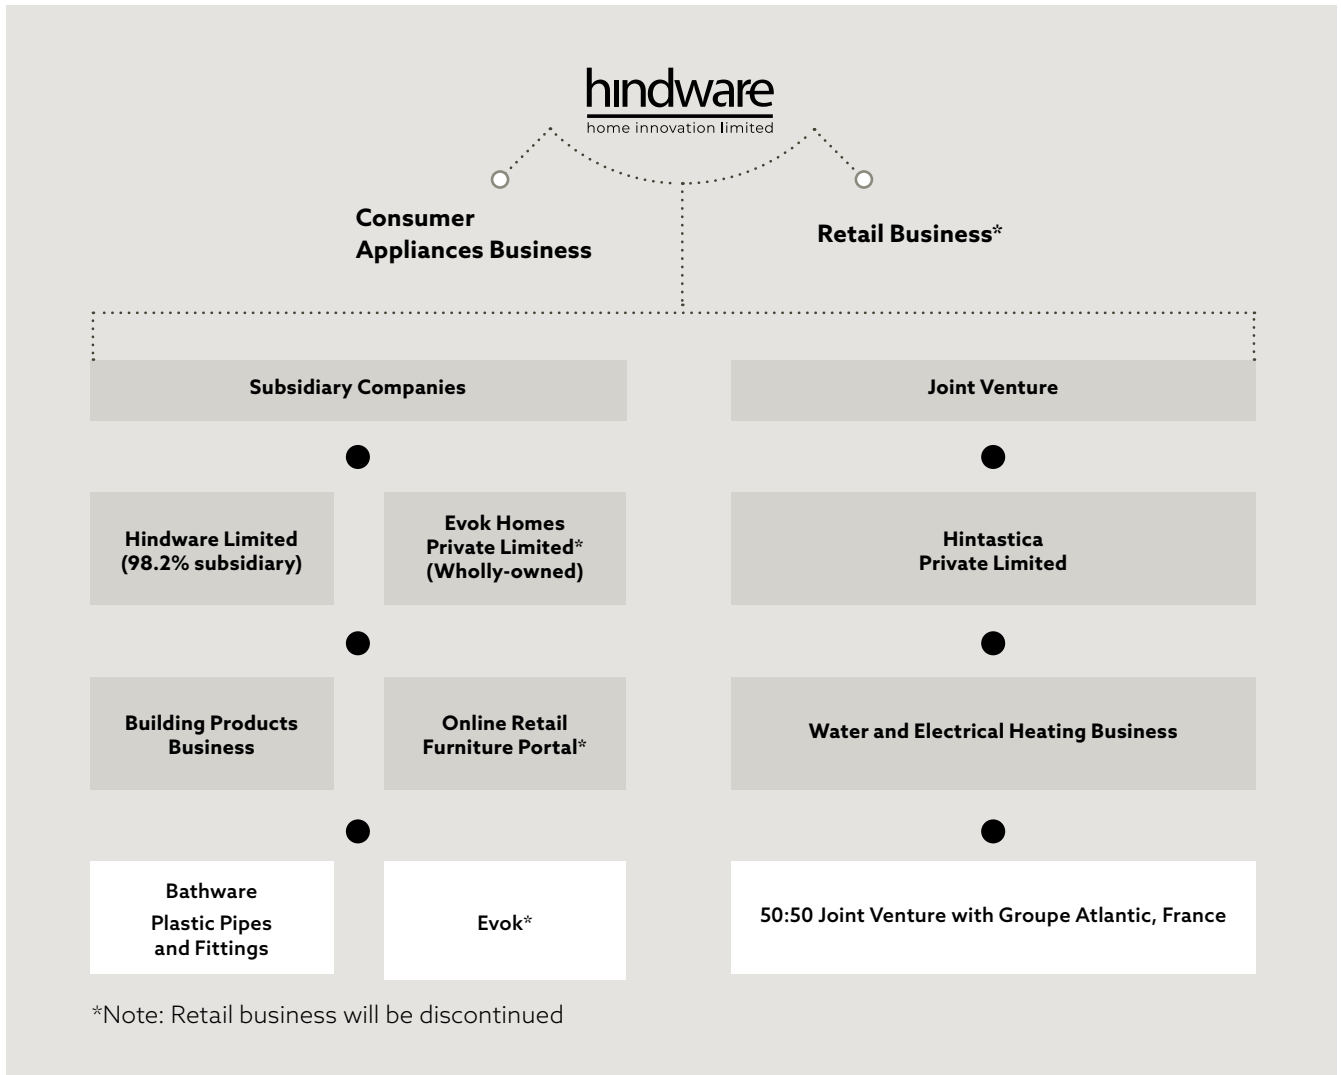 hindware
home innovation limited
Consumer
Appliances Business
Retail Business*
Subsidiary Companies
Joint Venture
Hindware Limited
(98.2% subsidiary)
Evok Homes
Private Limited*
(Wholly-owned)
Hintastica
Private Limited
Building Products
Business
Online Retail
Furniture Portal*
Water and Electrical Heating Business
Bathware
Plastic Pipes
and Fittings
Evok*
50:50 Joint Venture with Groupe Atlantic, France
*Note: Retail business will be discontinued